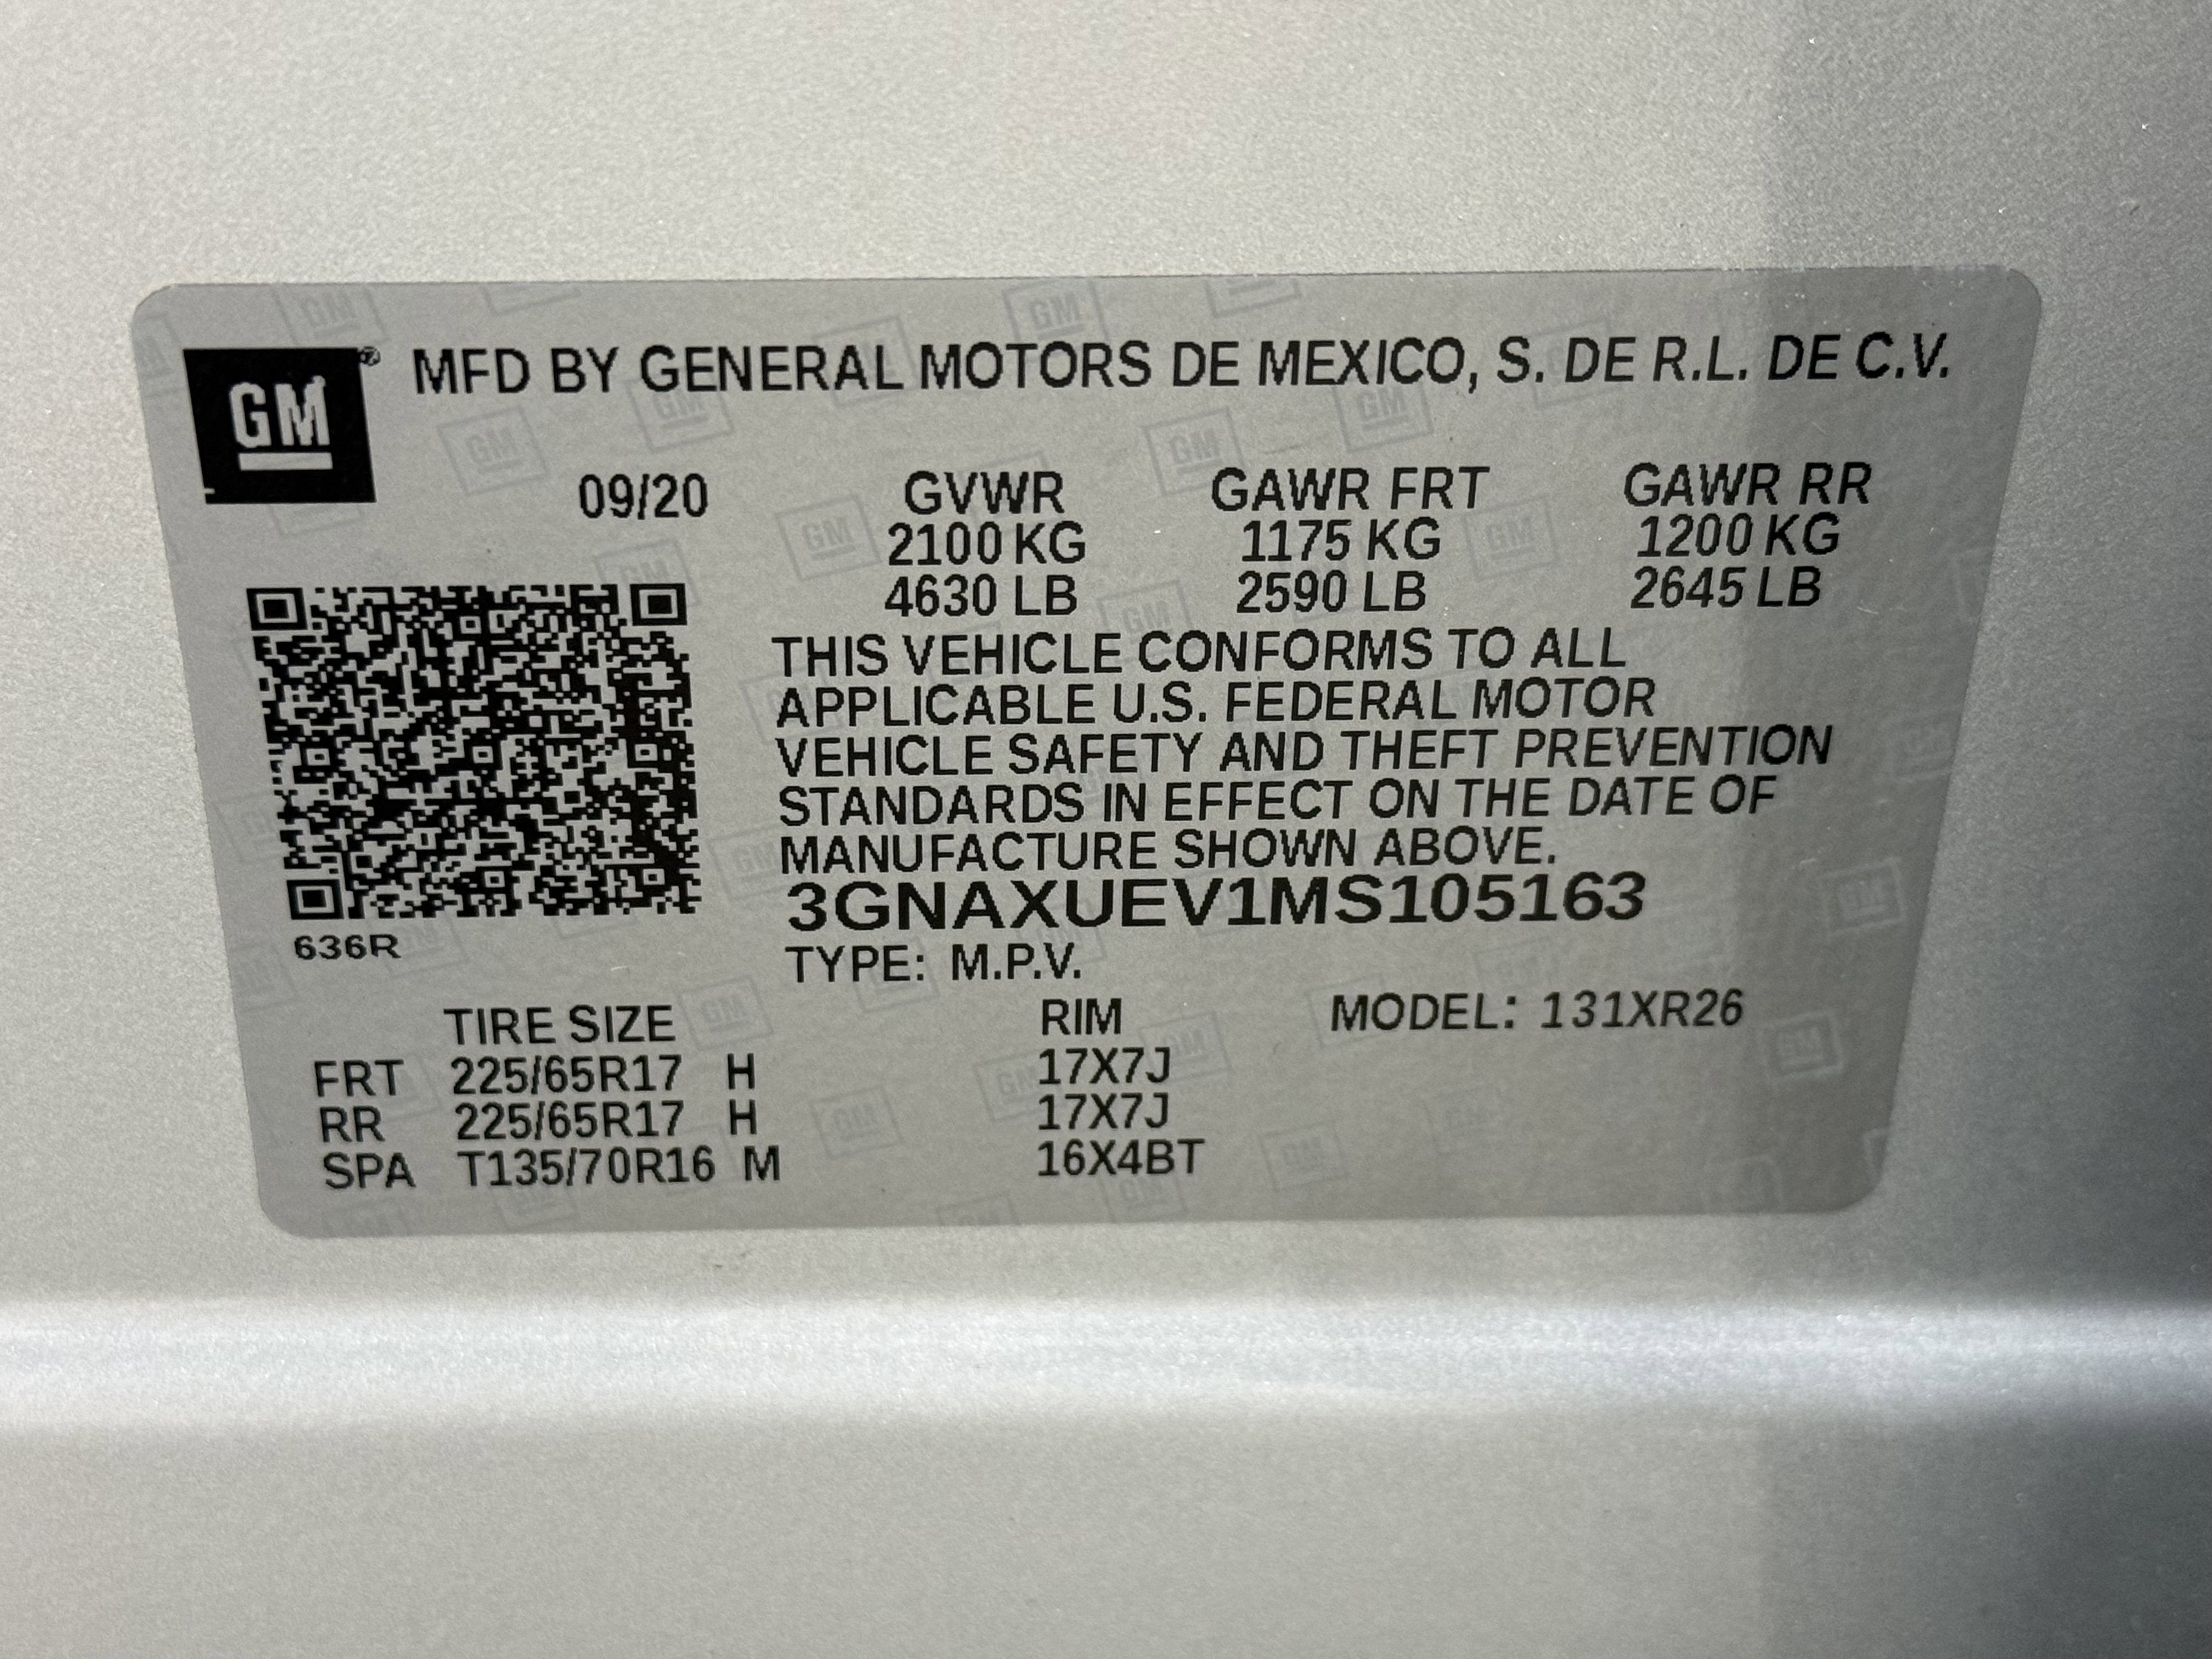 GM
MFD BY GENERAL MOTORS DE MEXICO, S. DE R.L. DE C.V.
09/20 GVWR GAWR FRT GAWR RR
2100 KG 1175 KG 1200 KG
4630 LB 2590 LB 2645 LB
THIS VEHICLE CONFORMS TO ALL
APPLICABLE U.S. FEDERAL MOTOR
VEHICLE SAFETY AND THEFT PREVENTION
STANDARDS IN EFFECT ON THE DATE OF
MANUFACTURE SHOWN ABOVE.
3GNAXUEV1MS105163
636R
TYPE: M.P.V.
TIRE SIZE RIM MODEL: 131XR26
FRT 225/65R17 H 17X7J
RR 225/65R17 H 17X7J
SPA T135/70R16 M 16X4BT